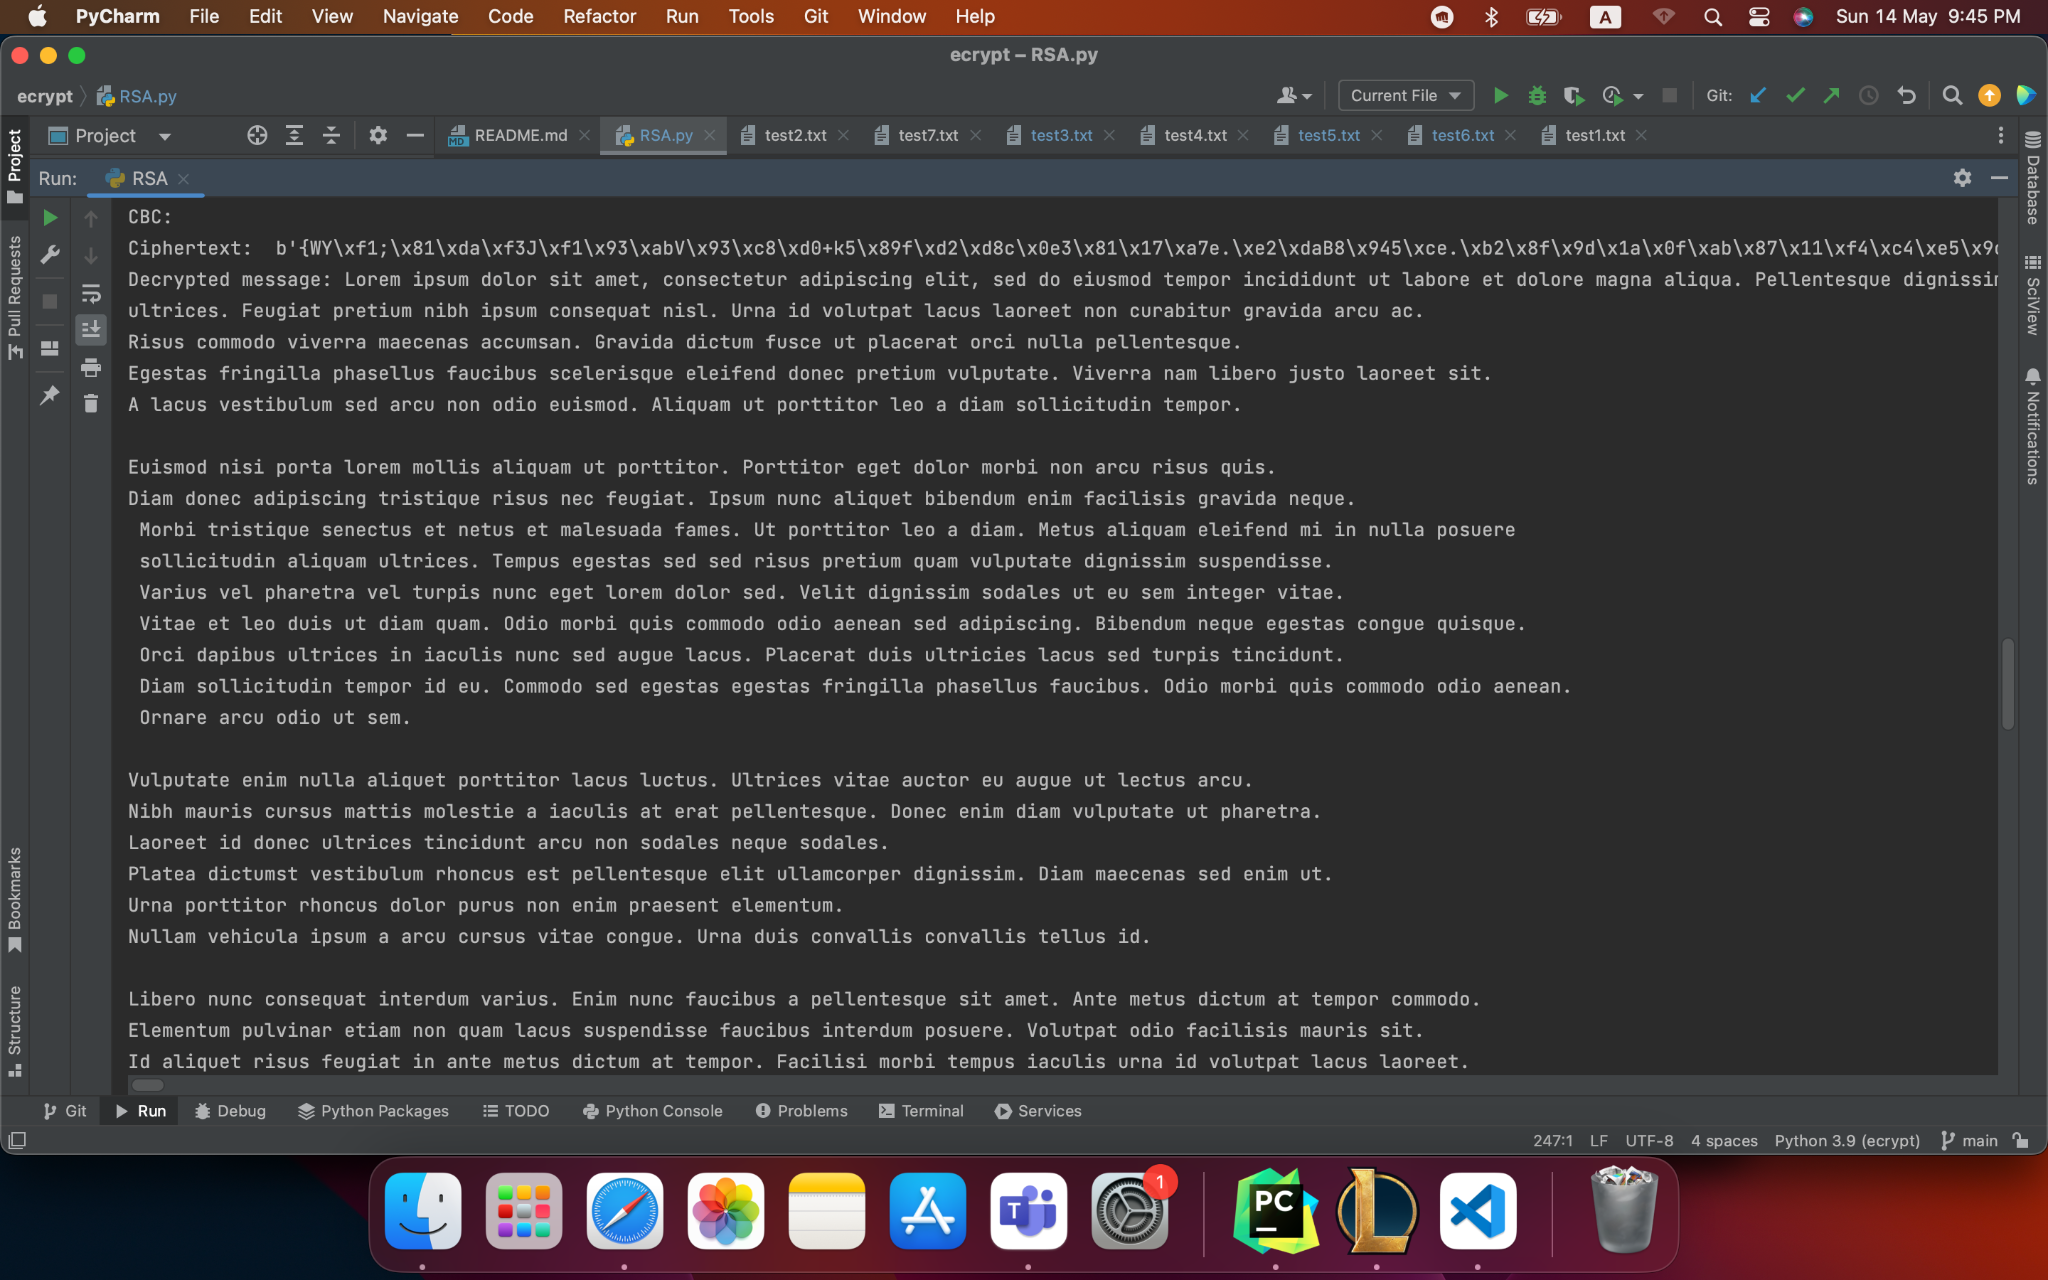 PyCharm File Edit View Navigate Code Refactor Run Tools Git Window Help A Sun 14 May 9:45 PM
ecrypt – RSA.py
ecrypt RSA.py Current File Git:
Project README.md RSA.py test2.txt test7.txt test3.txt test4.txt test5.txt test6.txt test1.txt
Run: RSA
CBC:
Ciphertext:  b'{WY\xf1;\x81\xda\xf3J\xf1\x93\xabV\x93\xc8\xd0+k5\x89f\xd2\xd8c\x0e3\x81\x17\xa7e.\xe2\xdaB8\x945\xce.\xb2\x8f\x9d\x1a\x0f\xab\x87\x11\xf4\xc4\xe5\x9
Decrypted message: Lorem ipsum dolor sit amet, consectetur adipiscing elit, sed do eiusmod tempor incididunt ut labore et dolore magna aliqua. Pellentesque dignissi
ultrices. Feugiat pretium nibh ipsum consequat nisl. Urna id volutpat lacus laoreet non curabitur gravida arcu ac.
Risus commodo viverra maecenas accumsan. Gravida dictum fusce ut placerat orci nulla pellentesque.
Egestas fringilla phasellus faucibus scelerisque eleifend donec pretium vulputate. Viverra nam libero justo laoreet sit.
A lacus vestibulum sed arcu non odio euismod. Aliquam ut porttitor leo a diam sollicitudin tempor.
Euismod nisi porta lorem mollis aliquam ut porttitor. Porttitor eget dolor morbi non arcu risus quis.
Diam donec adipiscing tristique risus nec feugiat. Ipsum nunc aliquet bibendum enim facilisis gravida neque.
Morbi tristique senectus et netus et malesuada fames. Ut porttitor leo a diam. Metus aliquam eleifend mi in nulla posuere
sollicitudin aliquam ultrices. Tempus egestas sed sed risus pretium quam vulputate dignissim suspendisse.
Varius vel pharetra vel turpis nunc eget lorem dolor sed. Velit dignissim sodales ut eu sem integer vitae.
Vitae et leo duis ut diam quam. Odio morbi quis commodo odio aenean sed adipiscing. Bibendum neque egestas congue quisque.
Orci dapibus ultrices in iaculis nunc sed augue lacus. Placerat duis ultricies lacus sed turpis tincidunt.
Diam sollicitudin tempor id eu. Commodo sed egestas egestas fringilla phasellus faucibus. Odio morbi quis commodo odio aenean.
Ornare arcu odio ut sem.
Vulputate enim nulla aliquet porttitor lacus luctus. Ultrices vitae auctor eu augue ut lectus arcu.
Nibh mauris cursus mattis molestie a iaculis at erat pellentesque. Donec enim diam vulputate ut pharetra.
Laoreet id donec ultrices tincidunt arcu non sodales neque sodales.
Platea dictumst vestibulum rhoncus est pellentesque elit ullamcorper dignissim. Diam maecenas sed enim ut.
Urna porttitor rhoncus dolor purus non enim praesent elementum.
Nullam vehicula ipsum a arcu cursus vitae congue. Urna duis convallis convallis tellus id.
Libero nunc consequat interdum varius. Enim nunc faucibus a pellentesque sit amet. Ante metus dictum at tempor commodo.
Elementum pulvinar etiam non quam lacus suspendisse faucibus interdum posuere. Volutpat odio facilisis mauris sit.
Id aliquet risus feugiat in ante metus dictum at tempor. Facilisi morbi tempus iaculis urna id volutpat lacus laoreet.
Project
Pull Requests
Bookmarks
Structure
Database
SciView
Notifications
Git Run Debug Python Packages TODO Python Console Problems Terminal Services
247:1 LF UTF-8 4 spaces Python 3.9 (ecrypt) main
T 1 PC